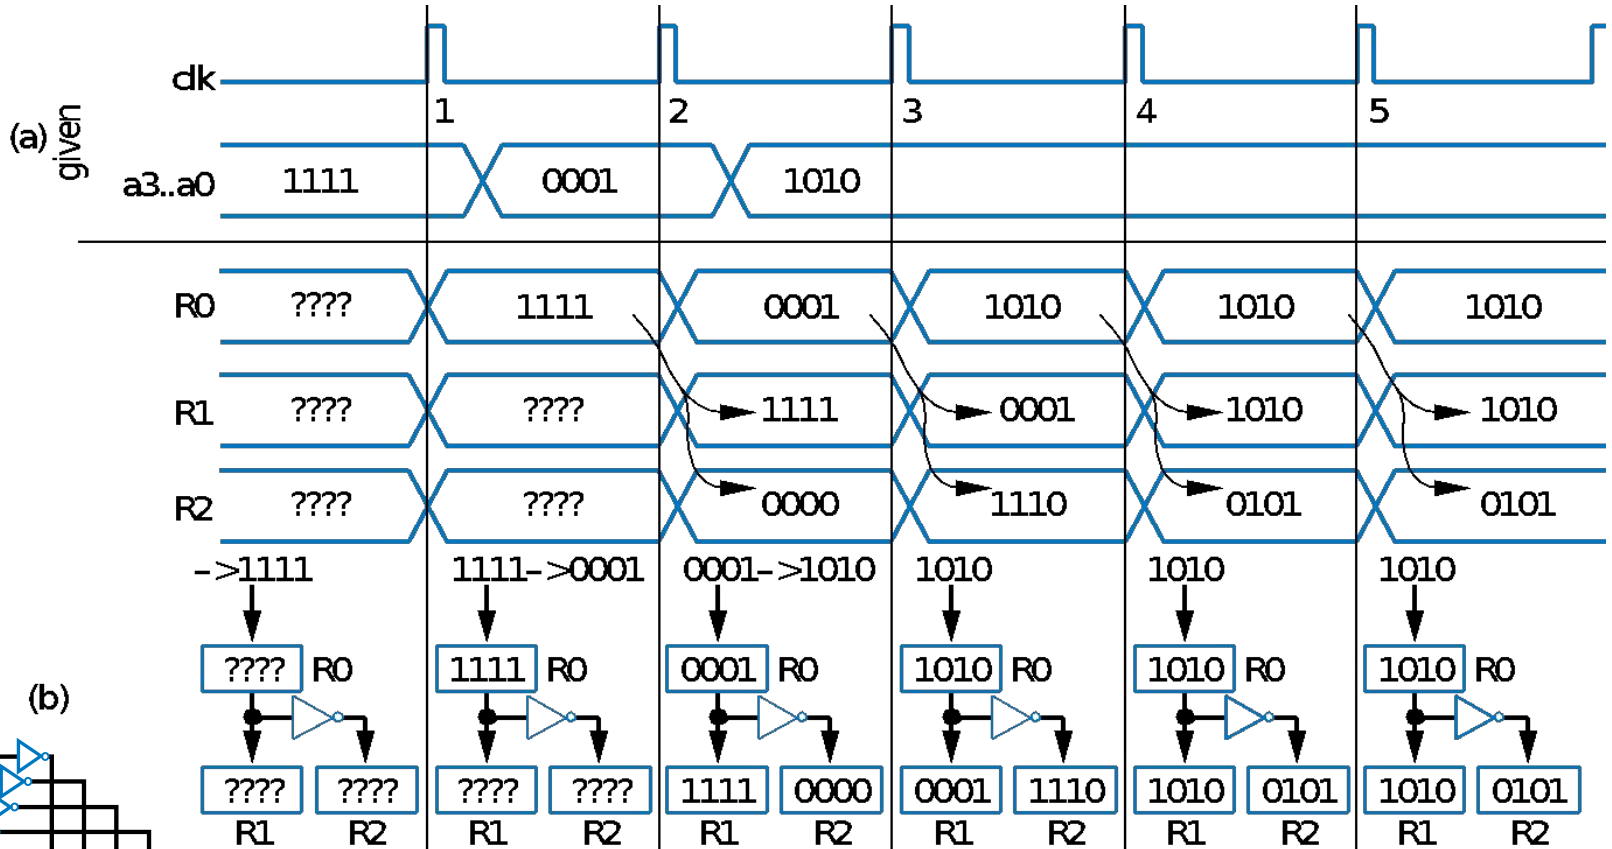 clk
1 2 3 4 5
(a)
given
a3..a0 1111 0001 1010
R0 ???? 1111 0001 1010 1010 1010
R1 ???? ???? 1111 0001 1010 1010
R2 ???? ???? 0000 1110 0101 0101
->1111 1111->0001 0001->1010 1010 1010 1010
???? R0 1111 R0 0001 R0 1010 R0 1010 R0 1010 R0
(b)
???? ???? ???? ???? 1111 0000 0001 1110 1010 0101 1010 0101
R1 R2 R1 R2 R1 R2 R1 R2 R1 R2 R1 R2